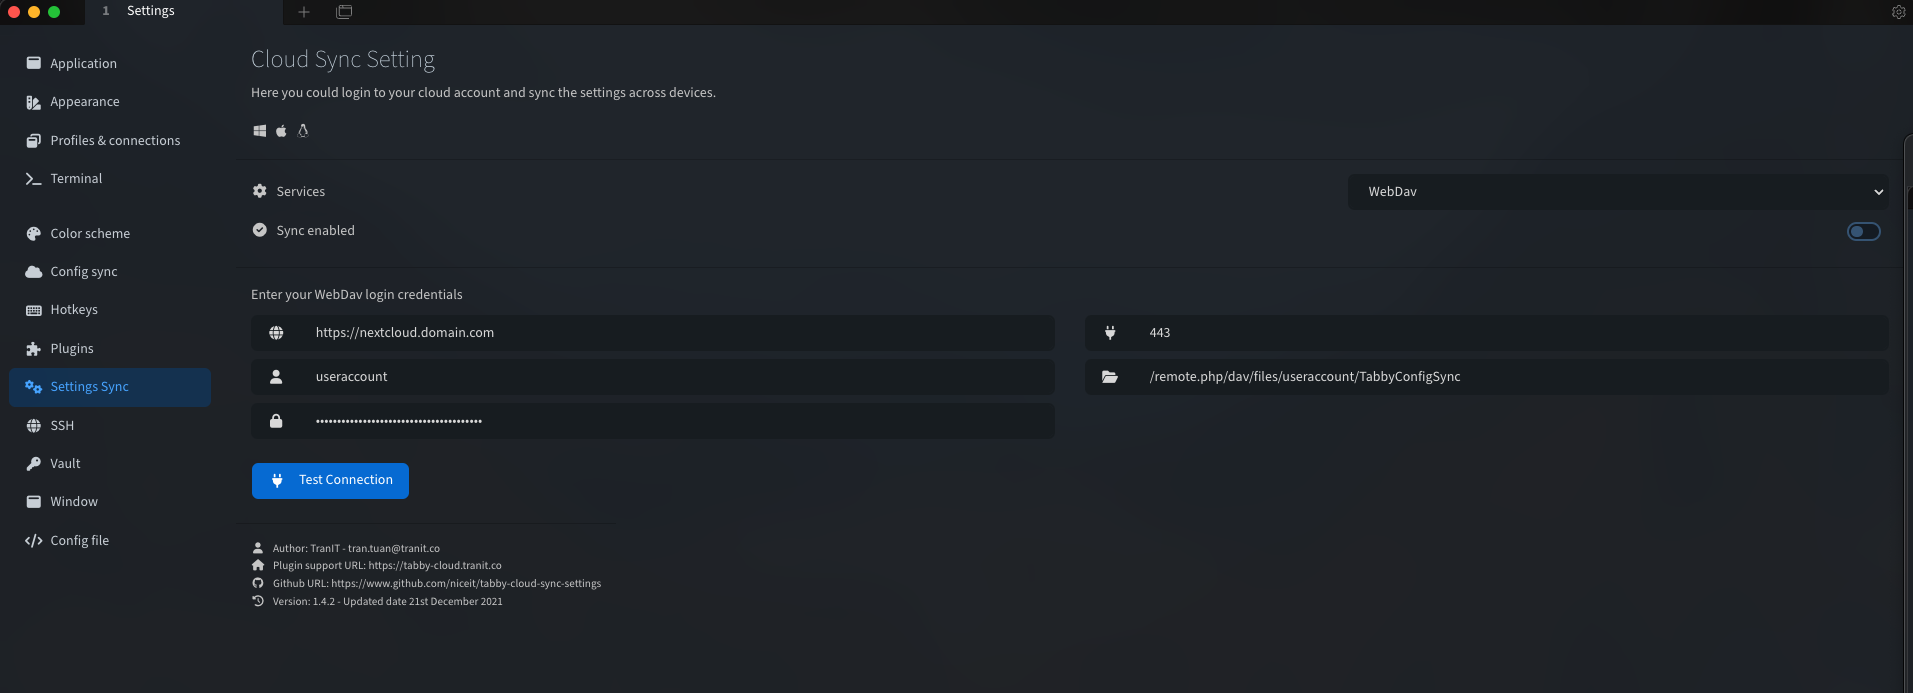 1 Settings
Application
Appearance
Profiles & connections
Terminal
Color scheme
Config sync
Hotkeys
Plugins
Settings Sync
SSH
Vault
Window
Config file
Cloud Sync Setting
Here you could login to your cloud account and sync the settings across devices.
Services
WebDav
Sync enabled
Enter your WebDav login credentials
https://nextcloud.domain.com
443
useraccount
/remote.php/dav/files/useraccount/TabbyConfigSync
Test Connection
Author: TranIT - tran.tuan@tranit.co
Plugin support URL: https://tabby-cloud.tranit.co
Github URL: https://www.github.com/niceit/tabby-cloud-sync-settings
Version: 1.4.2 - Updated date 21st December 2021